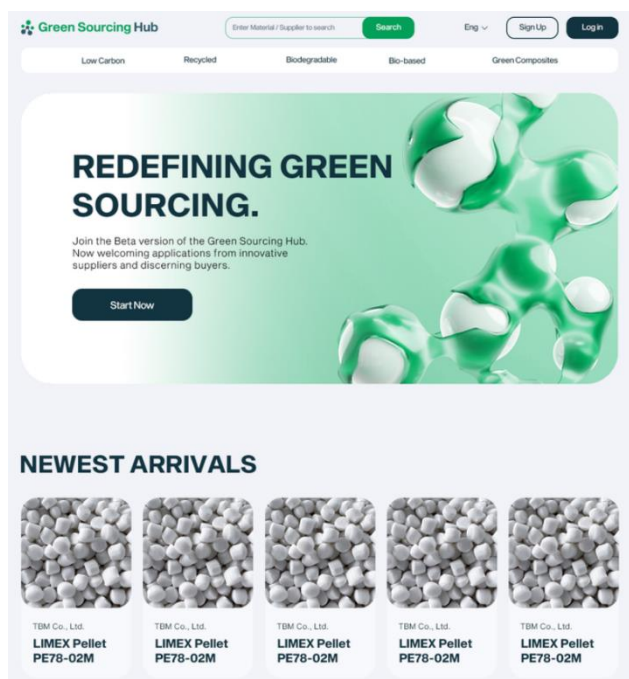 Green Sourcing Hub
Enter Material / Supplier to search
Search
Eng
Sign Up
Log in
Low Carbon
Recycled
Biodegradable
Bio-based
Green Composites
REDEFINING GREEN
SOURCING.
Join the Beta version of the Green Sourcing Hub.
Now welcoming applications from innovative
suppliers and discerning buyers.
Start Now
NEWEST ARRIVALS
TBM Co., Ltd.
LIMEX Pellet
PE78-02M
TBM Co., Ltd.
LIMEX Pellet
PE78-02M
TBM Co., Ltd.
LIMEX Pellet
PE78-02M
TBM Co., Ltd.
LIMEX Pellet
PE78-02M
TBM Co., Ltd.
LIMEX Pellet
PE78-02M